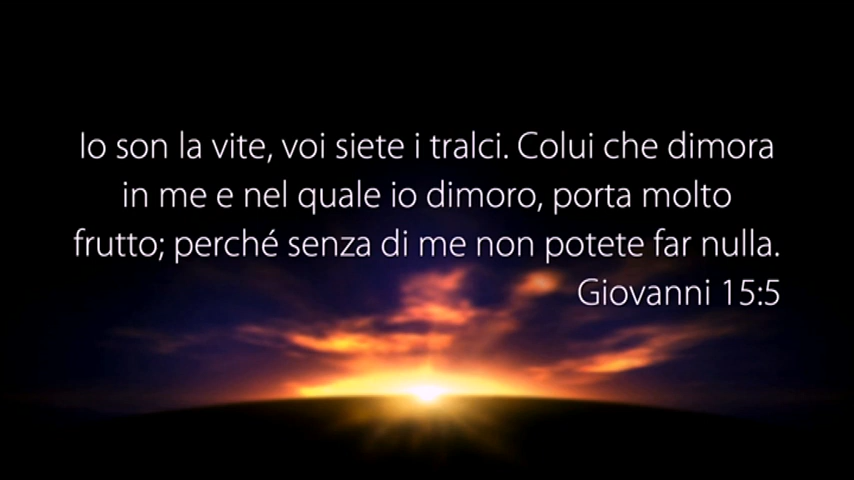 Io son la vite, voi siete i tralci. Colui che dimora
in me e nel quale io dimoro, porta molto
frutto; perché senza di me non potete far nulla.
Giovanni 15:5